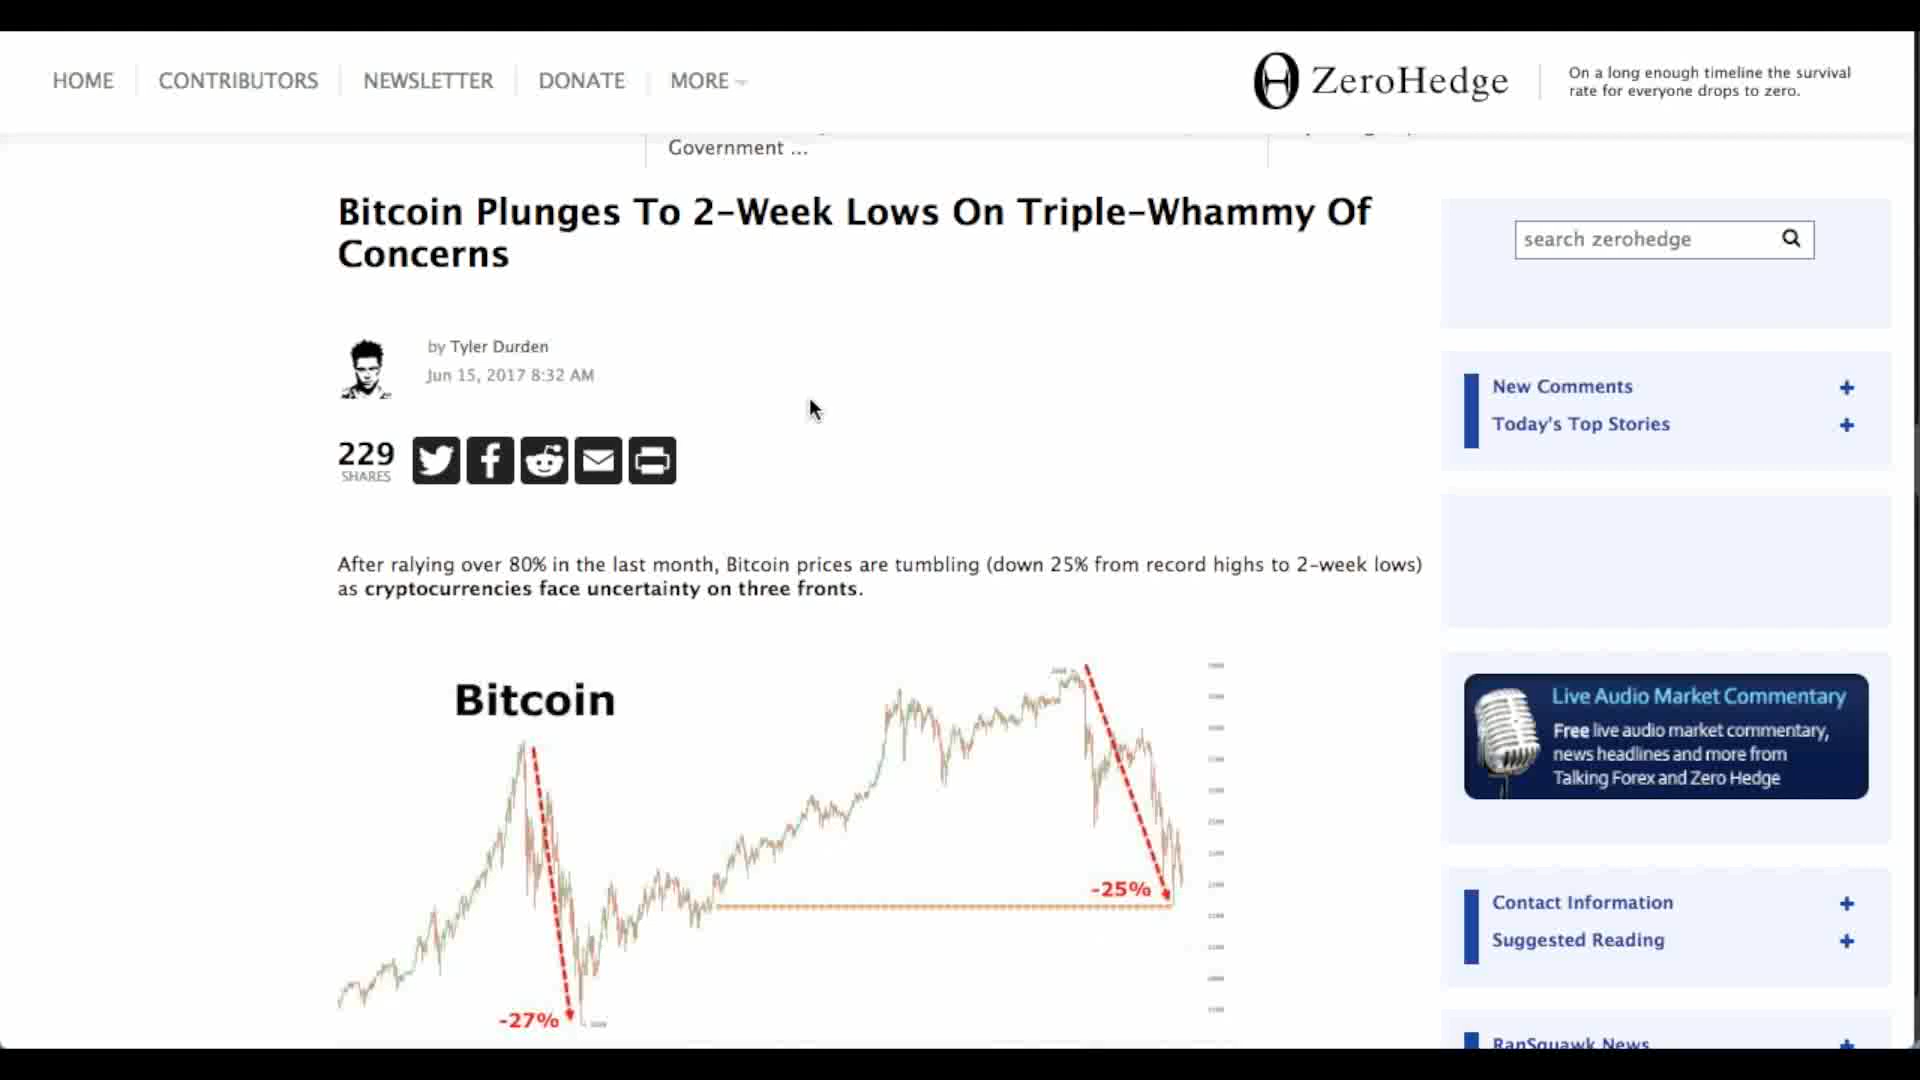 HOME
CONTRIBUTORS
NEWSLETTER
DONATE
MORE
ZeroHedge
On a long enough timeline the survival
rate for everyone drops to zero.
Government ...
Bitcoin Plunges To 2-Week Lows On Triple-Whammy Of
Concerns
by Tyler Durden
Jun 15, 2017 8:32 AM
229
SHARES
After ralying over 80% in the last month, Bitcoin prices are tumbling (down 25% from record highs to 2-week lows)
as cryptocurrencies face uncertainty on three fronts.
Bitcoin
-25%
-27%
search zerohedge
New Comments
Today's Top Stories
Live Audio Market Commentary
Free live audio market commentary,
news headlines and more from
Talking Forex and Zero Hedge
Contact Information
Suggested Reading
RanSquawk News